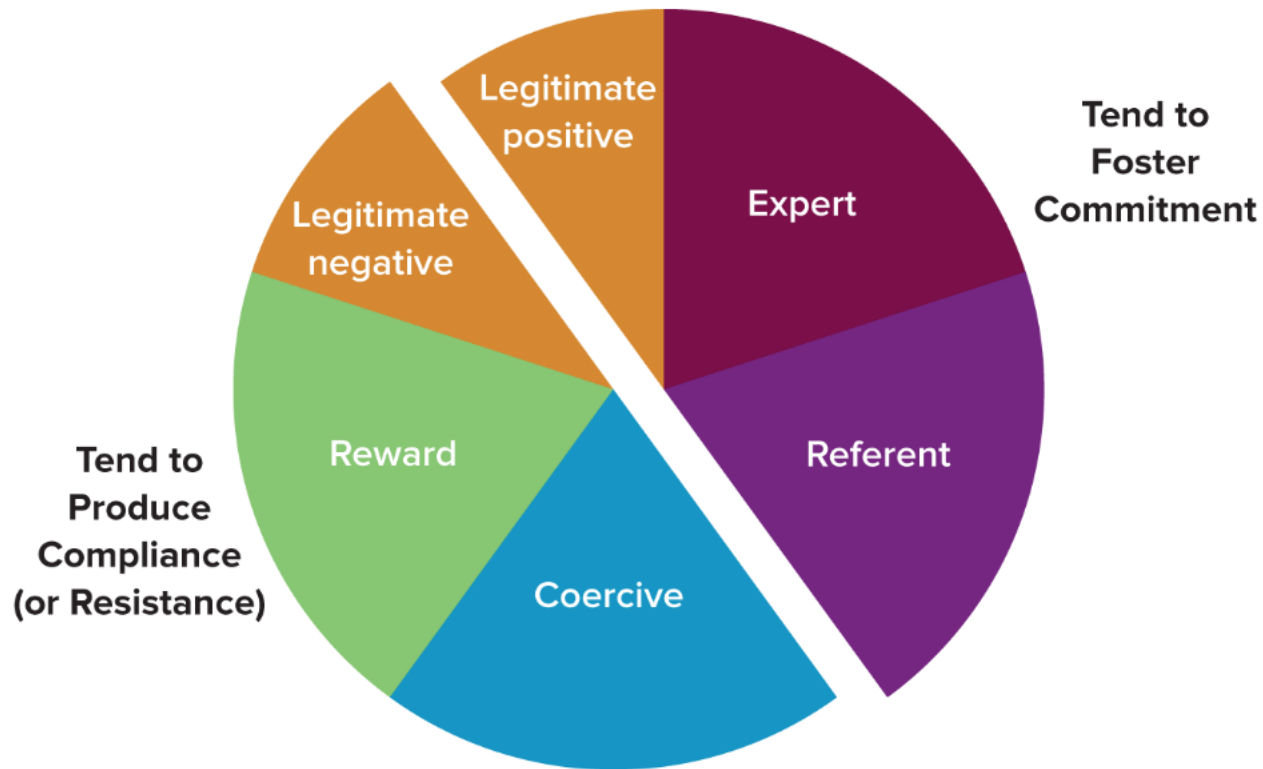 Legitimate
positive
Expert
Tend to
Foster
Commitment
Legitimate
negative
Reward
Referent
Tend to
Produce
Compliance
(or Resistance)
Coercive